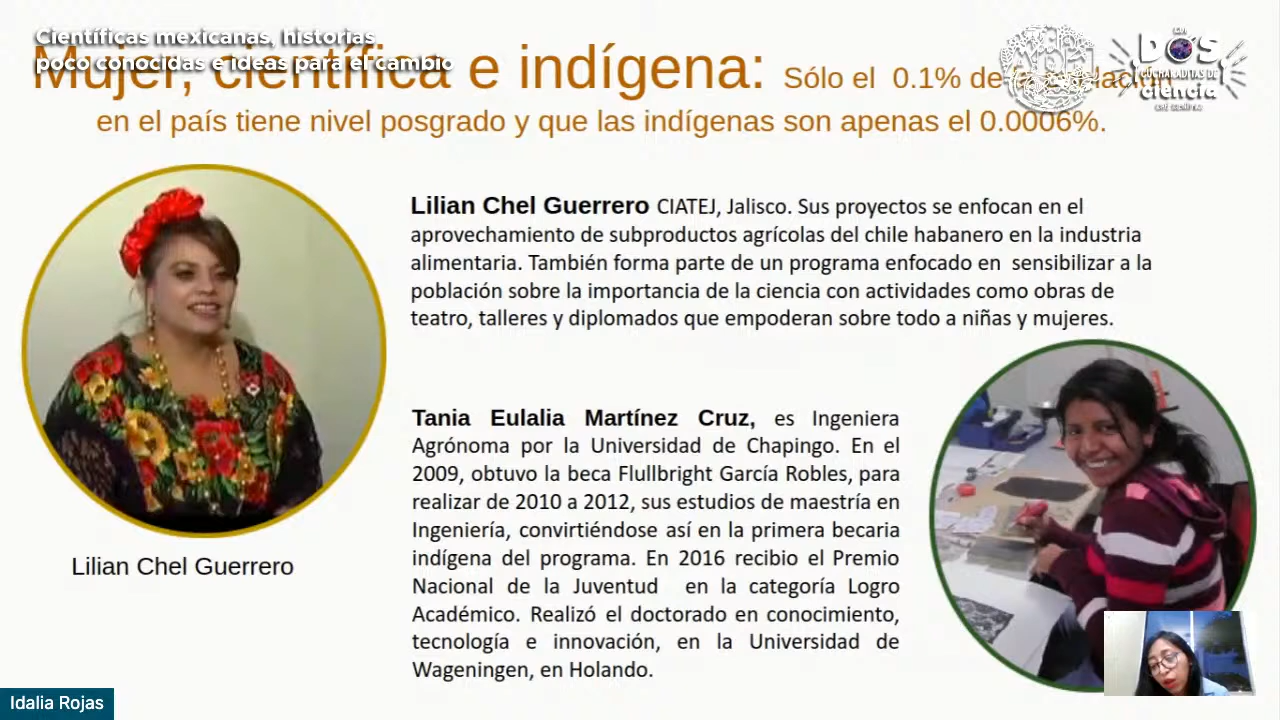 Científicas mexicanas, historias
poco conocidas e ideas para el cambio
Mujer, científica e indígena: Sólo el 0.1% de la
en el país tiene nivel posgrado y que las indígenas son apenas el 0.0006%.
DOS
CUCHARADITAS DE
ciencia
Lilian Chel Guerrero CIATEJ, Jalisco. Sus proyectos se enfocan en el
aprovechamiento de subproductos agrícolas del chile habanero en la industria
alimentaria. También forma parte de un programa enfocado en sensibilizar a la
población sobre la importancia de la ciencia con actividades como obras de
teatro, talleres y diplomados que empoderan sobre todo a niñas y mujeres.
Tania Eulalia Martínez Cruz, es Ingeniera
Agrónoma por la Universidad de Chapingo. En el
2009, obtuvo la beca Flullbright García Robles, para
realizar de 2010 a 2012, sus estudios de maestría en
Ingeniería, convirtiéndose así en la primera becaria
indígena del programa. En 2016 recibio el Premio
Nacional de la Juventud en la categoría Logro
Académico. Realizó el doctorado en conocimiento,
tecnología e innovación, en la Universidad de
Wageningen, en Holando.
Lilian Chel Guerrero
Idalia Rojas